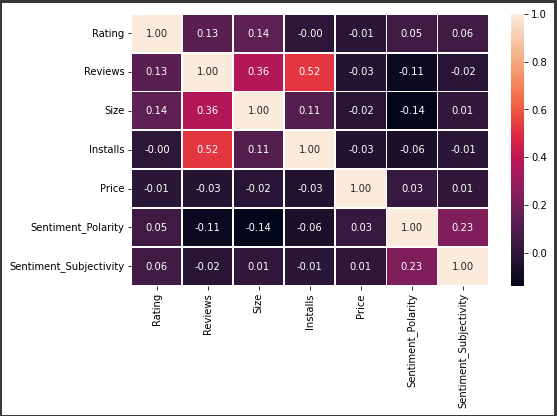 Rating 1.00 0.13 0.14 -0.00 -0.01 0.05 0.06
Reviews 0.13 1.00 0.36 0.52 -0.03 -0.11 -0.02
Size 0.14 0.36 1.00 0.11 -0.02 -0.14 0.01
Installs -0.00 0.52 0.11 1.00 -0.03 -0.06 -0.01
Price -0.01 -0.03 -0.02 -0.03 1.00 0.03 0.01
Sentiment_Polarity 0.05 -0.11 -0.14 -0.06 0.03 1.00 0.23
Sentiment_Subjectivity 0.06 -0.02 0.01 -0.01 0.01 0.23 1.00
Rating
Reviews
Size
Installs
Price
Sentiment_Polarity
Sentiment_Subjectivity
1.0
0.8
0.6
0.4
0.2
0.0